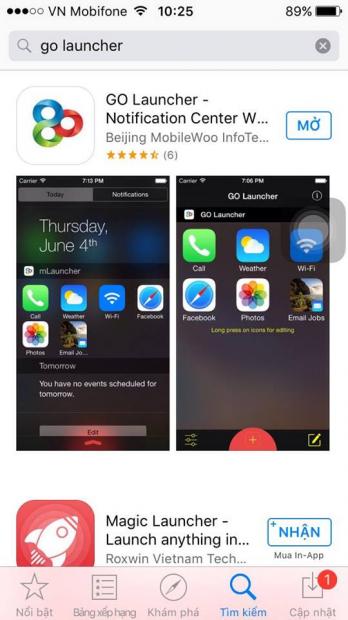 VN Mobifone 10:25 89%
go launcher
GO Launcher -
Notification Center W...
Beijing MobileWoo InfoTe...
(6)
MỞ
Carrier 7:13 PM
Today Notifications
Thursday,
June 4th
mLauncher
Call Weather Wi-Fi Facebook
Photos Email Jo...
Tomorrow
You have no events scheduled for
tomorrow.
Edit
Carrier 7:06 PM
GO Launcher
GO Launcher
Call Weather Wi-Fi
Facebook Photos Email Jobs
Long press on icons for editing
Magic Launcher -
Launch anything in...
Roxwin Vietnam Tech...
NHẬN
Mua In-App
1
Nổi bật Bảng xếp hạng Khám phá Tìm kiếm Cập nhật